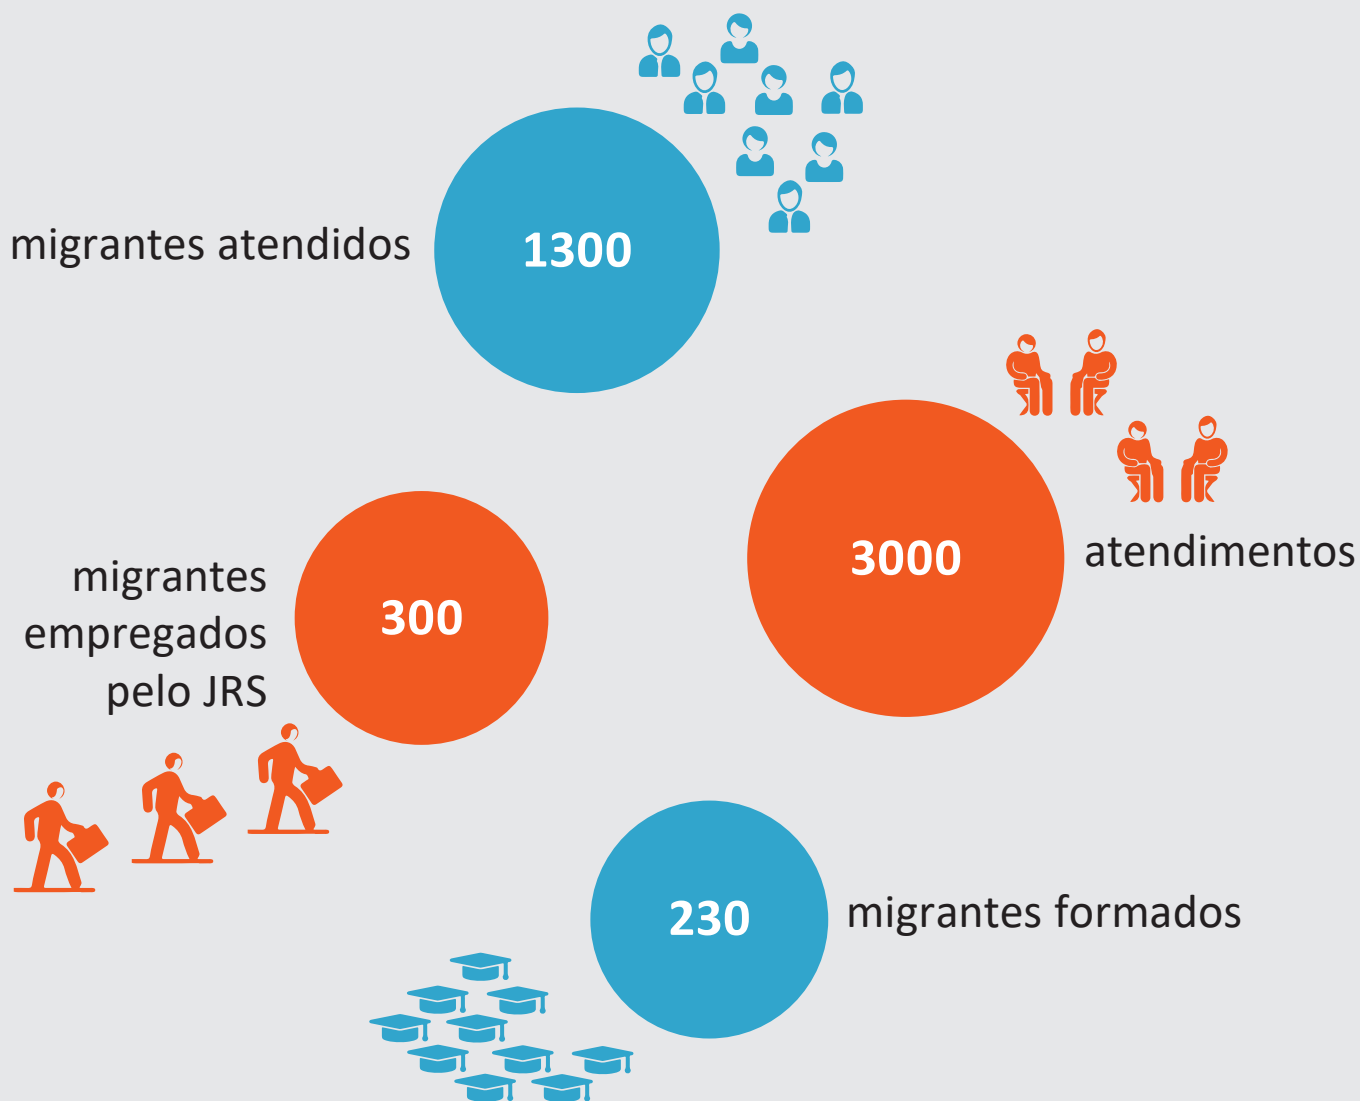 migrantes atendidos
1300
3000
atendimentos
migrantes
empregados
pelo JRS
300
230
migrantes formados